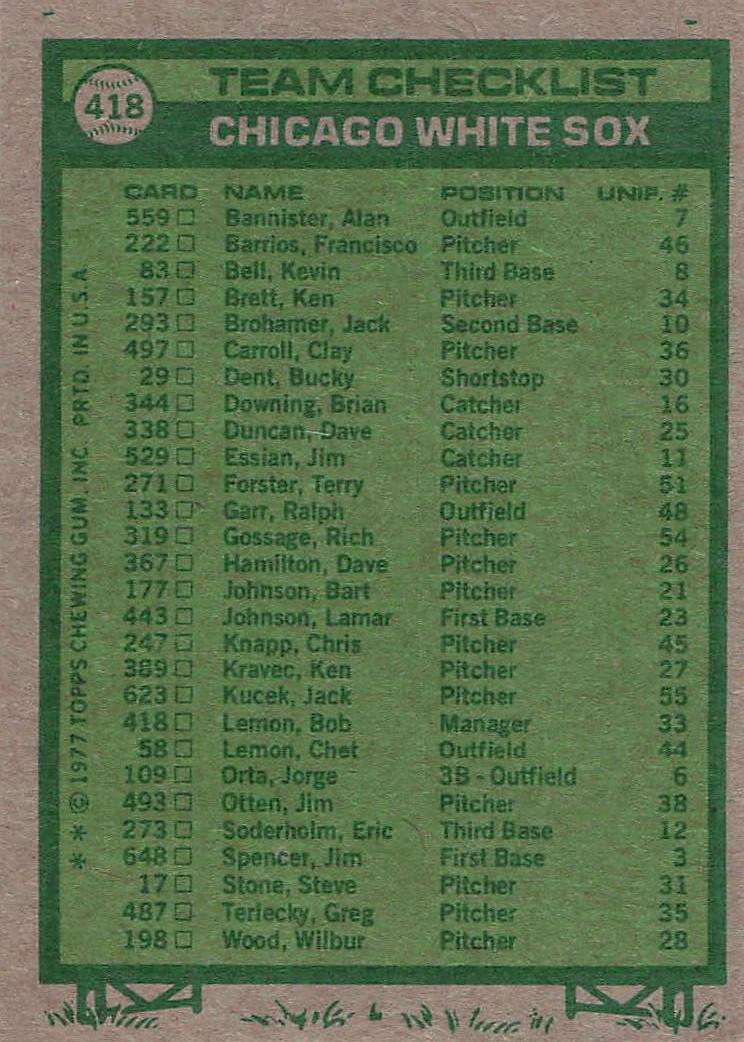 418
TEAM CHECKLIST
CHICAGO WHITE SOX
CARD NAME POSITION UNIF. #
559 Bannister, Alan Outfield 7
222 Barrios, Francisco Pitcher 46
83 Bell, Kevin Third Base 8
157 Brett, Ken Pitcher 34
293 Brohamer, Jack Second Base 10
497 Carroll, Clay Pitcher 36
29 Dent, Bucky Shortstop 30
344 Downing, Brian Catcher 16
338 Duncan, Dave Catcher 25
529 Essian, Jim Catcher 11
271 Forster, Terry Pitcher 51
133 Garr, Ralph Outfield 48
319 Gossage, Rich Pitcher 54
367 Hamilton, Dave Pitcher 26
177 Johnson, Bart Pitcher 21
443 Johnson, Lamar First Base 23
247 Knapp, Chris Pitcher 45
389 Kravec, Ken Pitcher 27
623 Kucek, Jack Pitcher 55
418 Lemon, Bob Manager 33
58 Lemon, Chet Outfield 44
109 Orta, Jorge 3B - Outfield 6
493 Otten, Jim Pitcher 38
273 Soderholm, Eric Third Base 12
648 Spencer, Jim First Base 3
17 Stone, Steve Pitcher 31
487 Terlecky, Greg Pitcher 35
198 Wood, Wilbur Pitcher 28
* * © 1977 TOPPS CHEWING GUM, INC. PRTD. IN U.S.A.